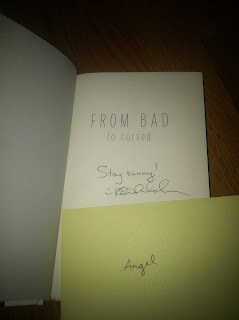 FROM BAD
to cursed
Stay sunny!
Angel